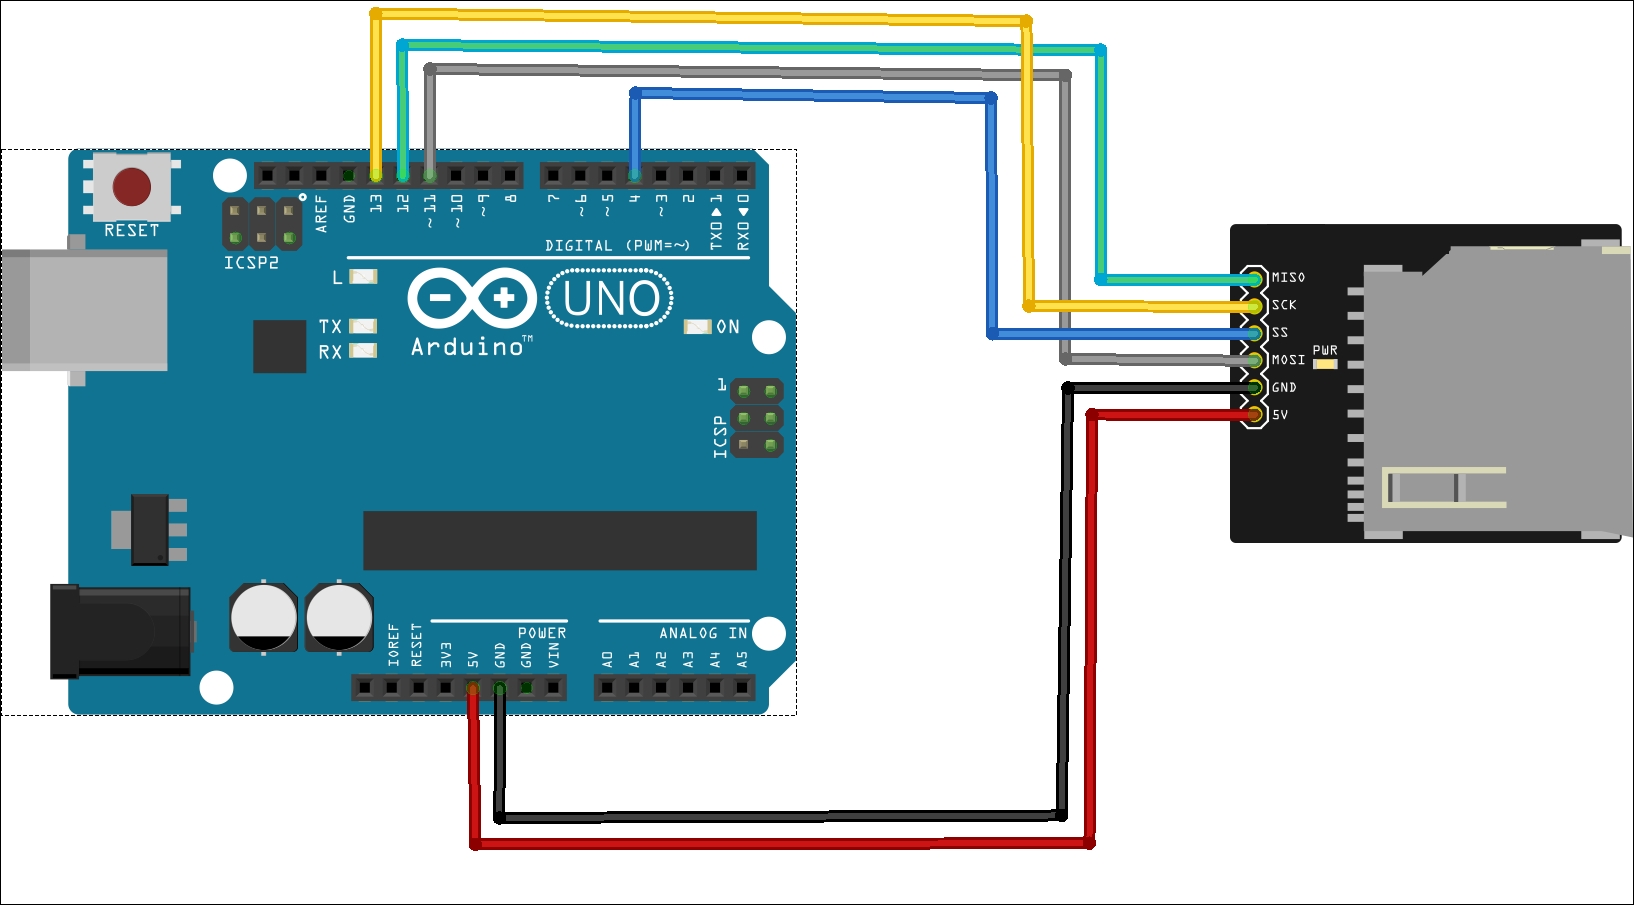 RESET
ICSP2
AREF
GND
13
12
~11
~10
~9
8
7
~6
~5
4
~3
2
TX0▶1
RX0◀0
DIGITAL (PWM=~)
L
TX
RX
UNO
Arduino™
ON
1
ICSP
MISO
SCK
SS
MOSI
GND
5V
PWR
IOREF
RESET
3V3
5V
GND
GND
VIN
POWER
ANALOG IN
A0
A1
A2
A3
A4
A5